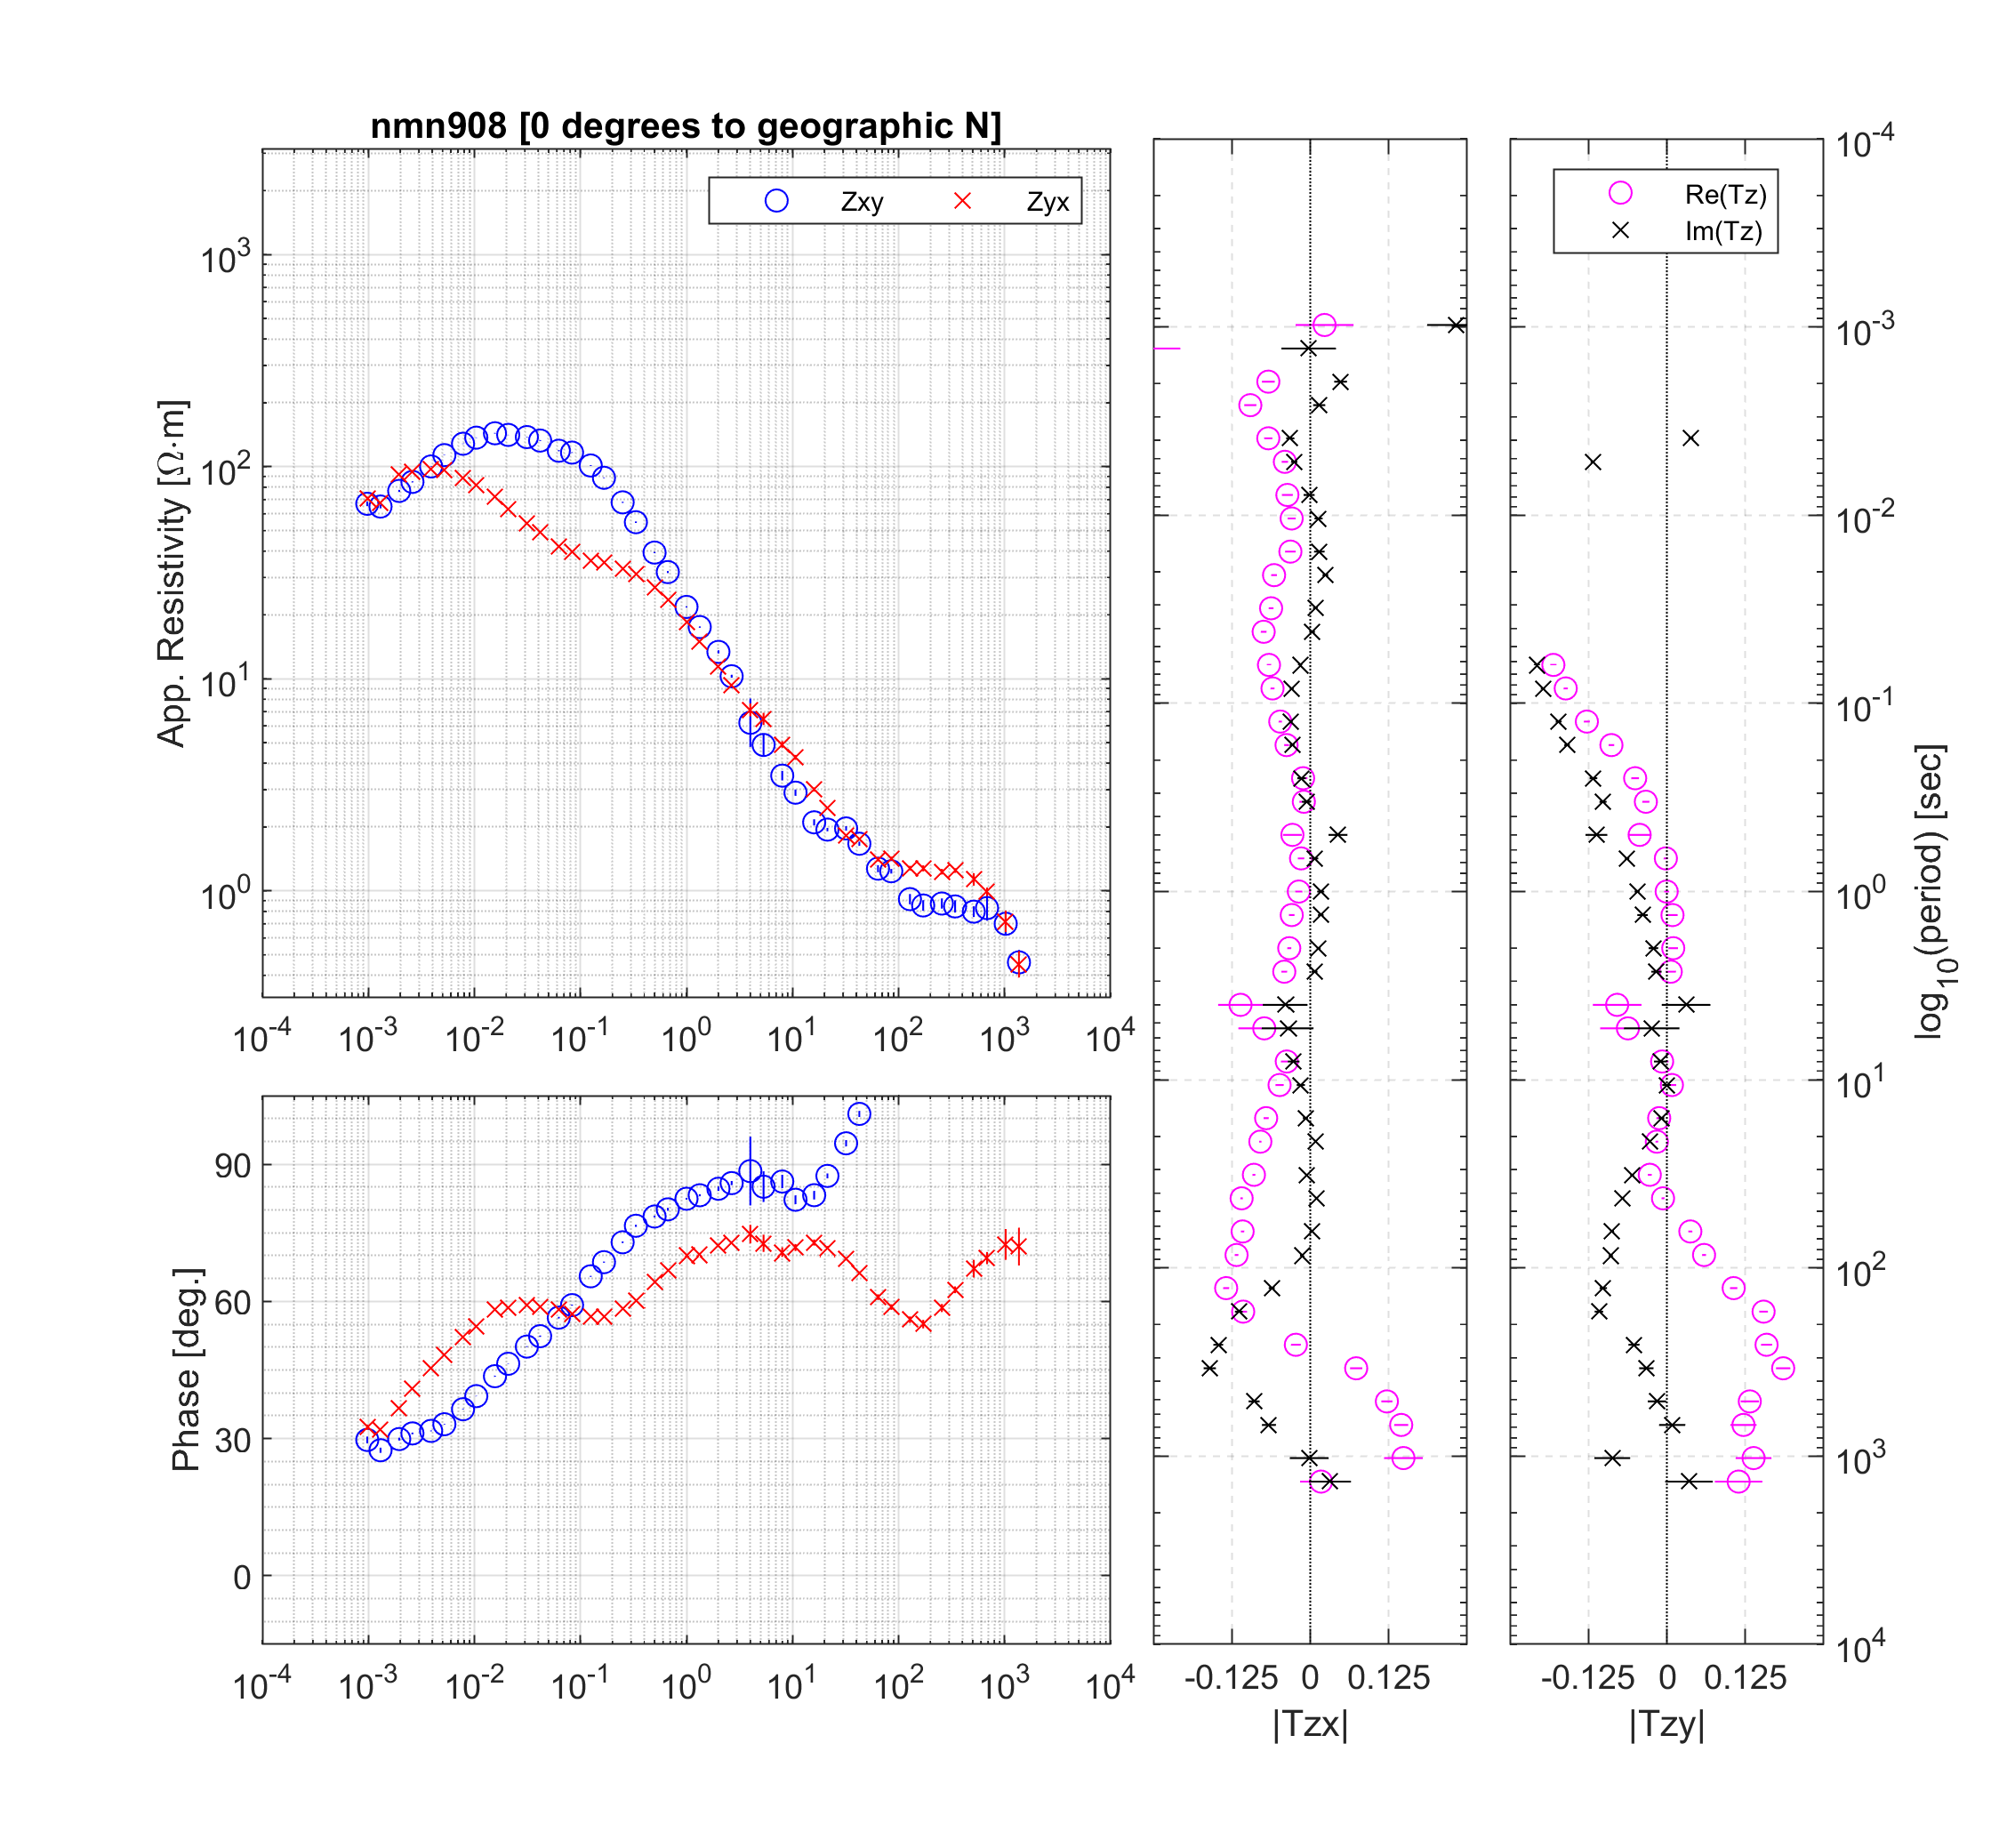 nmn908 [0 degrees to geographic N]
Zxy Zyx
App. Resistivity [Ω·m]
10^3
10^2
10^1
10^0
10^-4 10^-3 10^-2 10^-1 10^0 10^1 10^2 10^3 10^4
Phase [deg.]
90
60
30
0
10^-4 10^-3 10^-2 10^-1 10^0 10^1 10^2 10^3 10^4
-0.125 0 0.125
|Tzx|
Re(Tz)
Im(Tz)
-0.125 0 0.125
|Tzy|
10^-4
10^-3
10^-2
10^-1
10^0
10^1
10^2
10^3
10^4
log10(period) [sec]